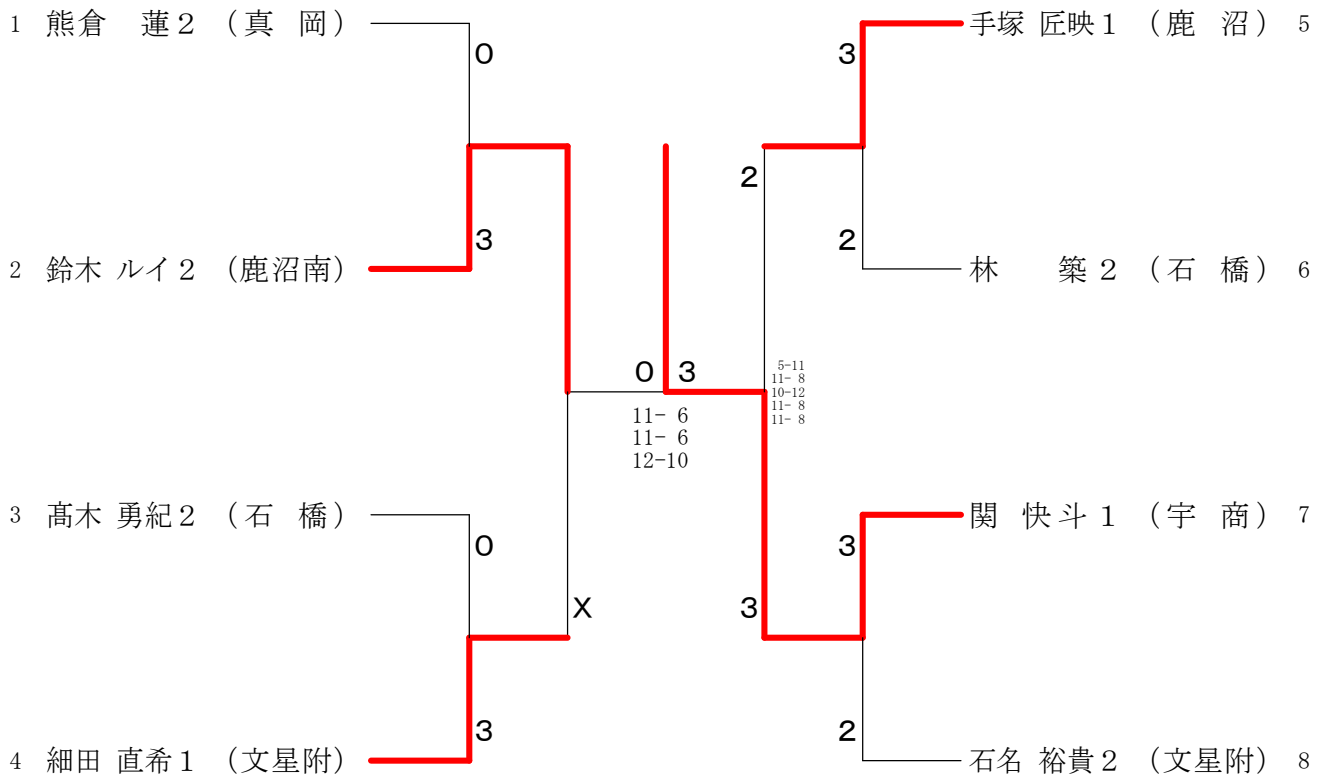 1 熊倉　蓮２ （真　岡）
0
3
2 鈴木 ルイ２ （鹿沼南）
3 髙木 勇紀２ （石　橋）
0
X
3
4 細田 直希１ （文星附）
0 3
11- 6
11- 6
12-10
手塚 匠映１ （鹿　沼） 5
3
2
2
林　　築２ （石　橋） 6
5-11
11- 8
10-12
11- 8
11- 8
関 快斗１ （宇　商） 7
3
3
2
石名 裕貴２ （文星附） 8